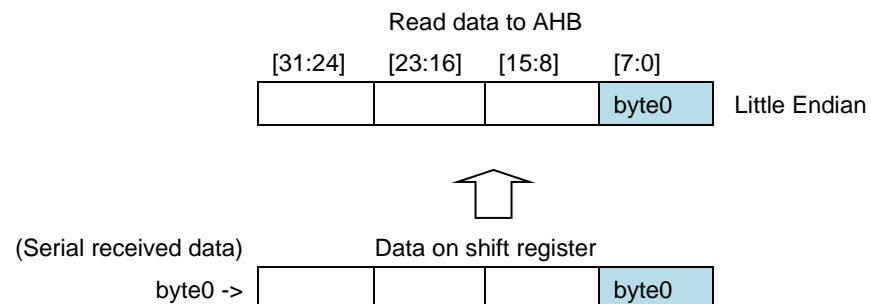 Read data to AHB
[31:24] [23:16] [15:8] [7:0]
byte0 Little Endian
(Serial received data) Data on shift register
byte0 -> byte0